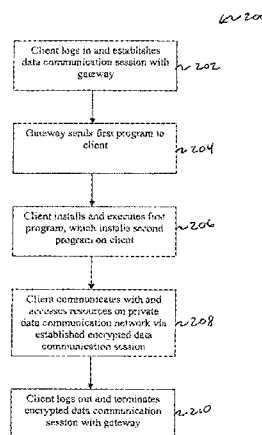 200
Client logs in and establishes
data communication session with
gateway
202
Gateway sends first program to
client
204
Client installs and executes first
program, which installs second
program on client
206
Client communicates with and
accesses resources on private
data communication network via
established encrypted data
communication session
208
Client logs out and terminates
encrypted data communication
session with gateway
210